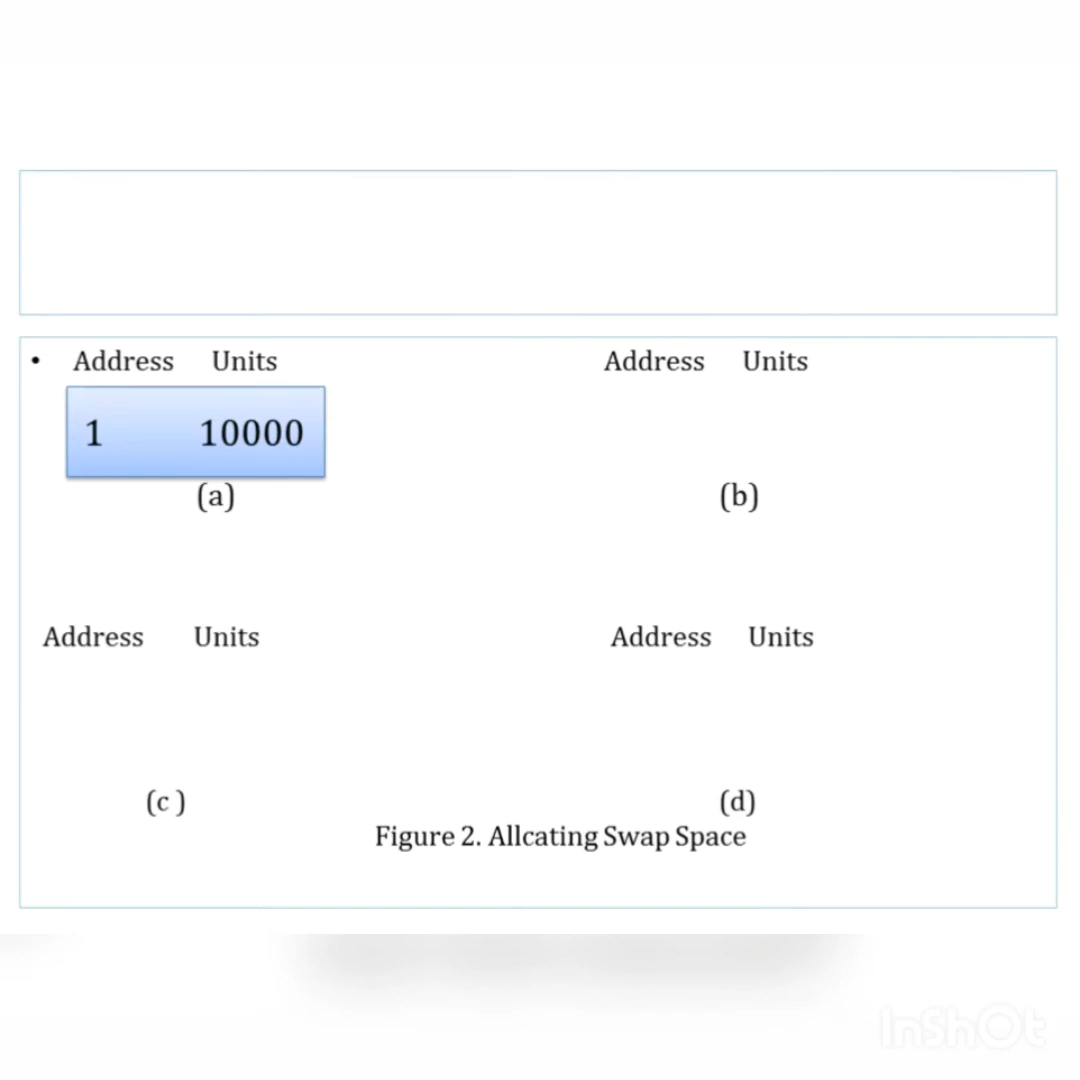 • Address Units Address Units
1 10000
(a) (b)
Address Units Address Units
(c ) (d)
Figure 2. Allcating Swap Space
InShOt